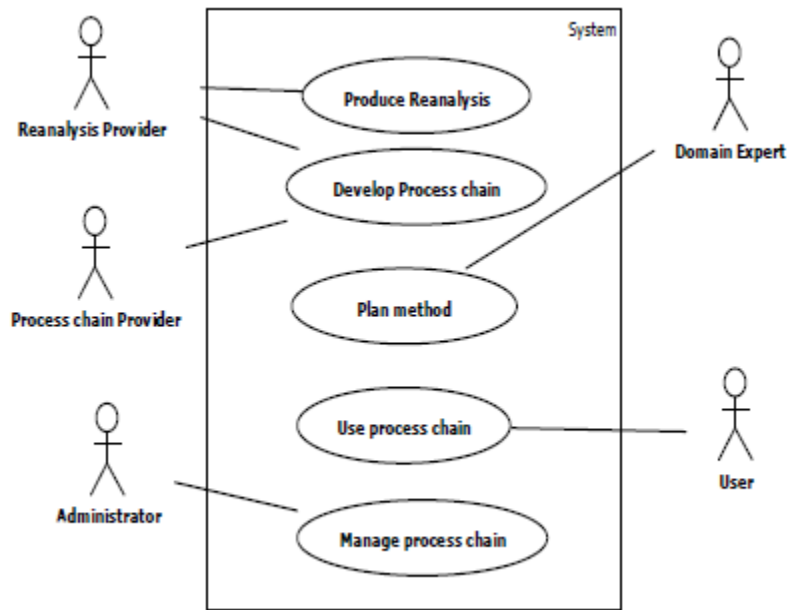 System
Produce Reanalysis
Reanalysis Provider
Domain Expert
Develop Process chain
Process chain Provider
Plan method
Use process chain
User
Administrator
Manage process chain